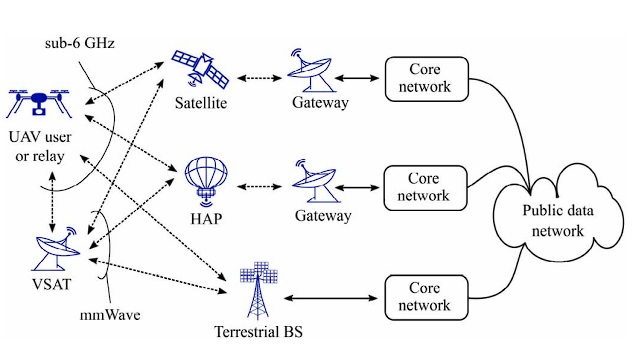 sub-6 GHz
UAV user
or relay
VSAT
mmWave
Satellite
HAP
Terrestrial BS
Gateway
Gateway
Core
network
Core
network
Core
network
Public data
network